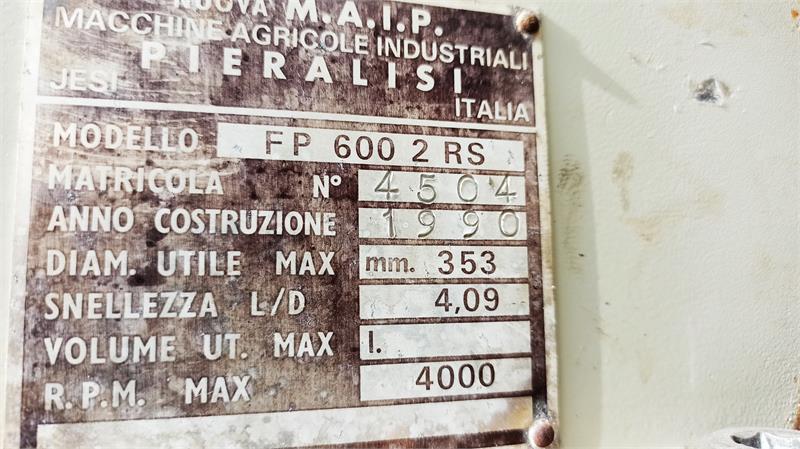 NUOVA M.A.I.P.
MACCHINE AGRICOLE INDUSTRIALI
PIERALISI
JESI ITALIA
MODELLO FP 600 2 RS
MATRICOLA N° 4504
ANNO COSTRUZIONE 1990
DIAM. UTILE MAX mm. 353
SNELLEZZA L/D 4,09
VOLUME UT. MAX l.
R.P.M. MAX 4000